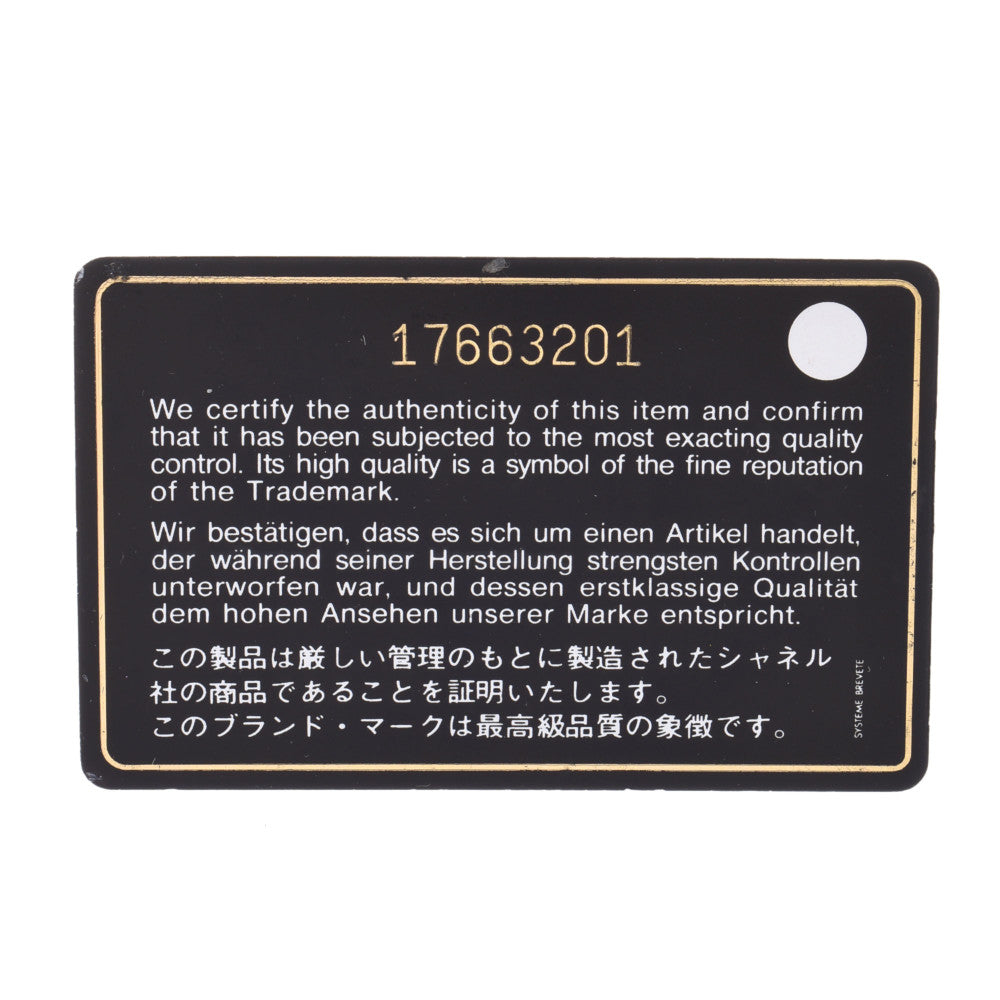 17663201
We certify the authenticity of this item and confirm
that it has been subjected to the most exacting quality
control. Its high quality is a symbol of the fine reputation
of the Trademark.
Wir bestätigen, dass es sich um einen Artikel handelt,
der während seiner Herstellung strengsten Kontrollen
unterworfen war, und dessen erstklassige Qualität
dem hohen Ansehen unserer Marke entspricht.
この製品は厳しい管理のもとに製造されたシャネル
社の商品であることを証明いたします。
このブランド・マークは最高級品質の象徴です。
SYSTEME BREVETE